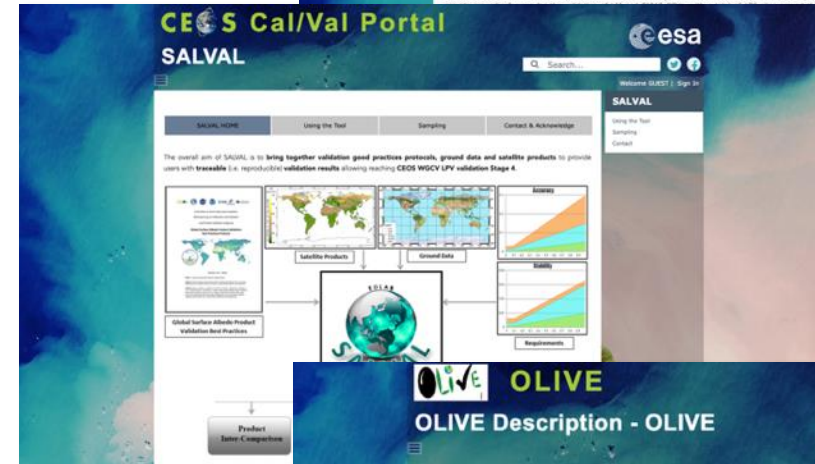 CEOS Cal/Val Portal
SALVAL
esa
Search...
Welcome GUEST | Sign In
SALVAL
Using the Tool
Sampling
Contact
SALVAL HOME
Using the Tool
Sampling
Contact & Acknowledge
The overall aim of SALVAL is to bring together validation good practices protocols, ground data and satellite products to provide
users with traceable (i.e. reproducible) validation results allowing reaching CEOS WGCV LPV validation Stage 4.
Accuracy
Satellite Products
Ground Data
Stability
EOLAB
SALVAL
Global Surface Albedo Product
Validation Best Practices
Requirements
Product
Inter-Comparison
OLIVE
OLIVE
OLIVE Description - OLIVE